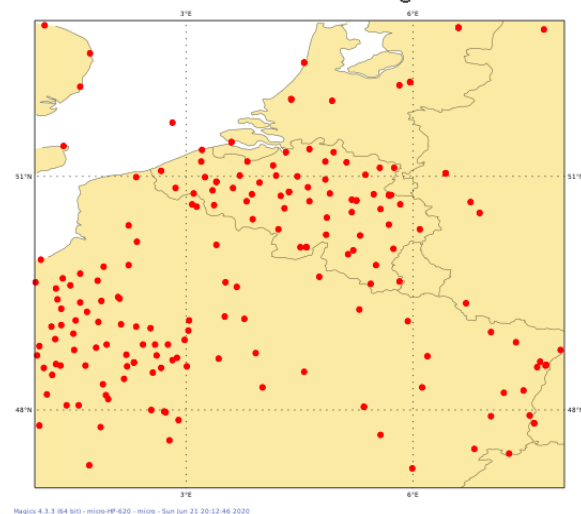 3°E 6°E
51°N 51°N
48°N 48°N
3°E 6°E
Magics 4.3.3 (64 bit) - micro-HP-620 - micro - Sun Jun 21 20:12:46 2020